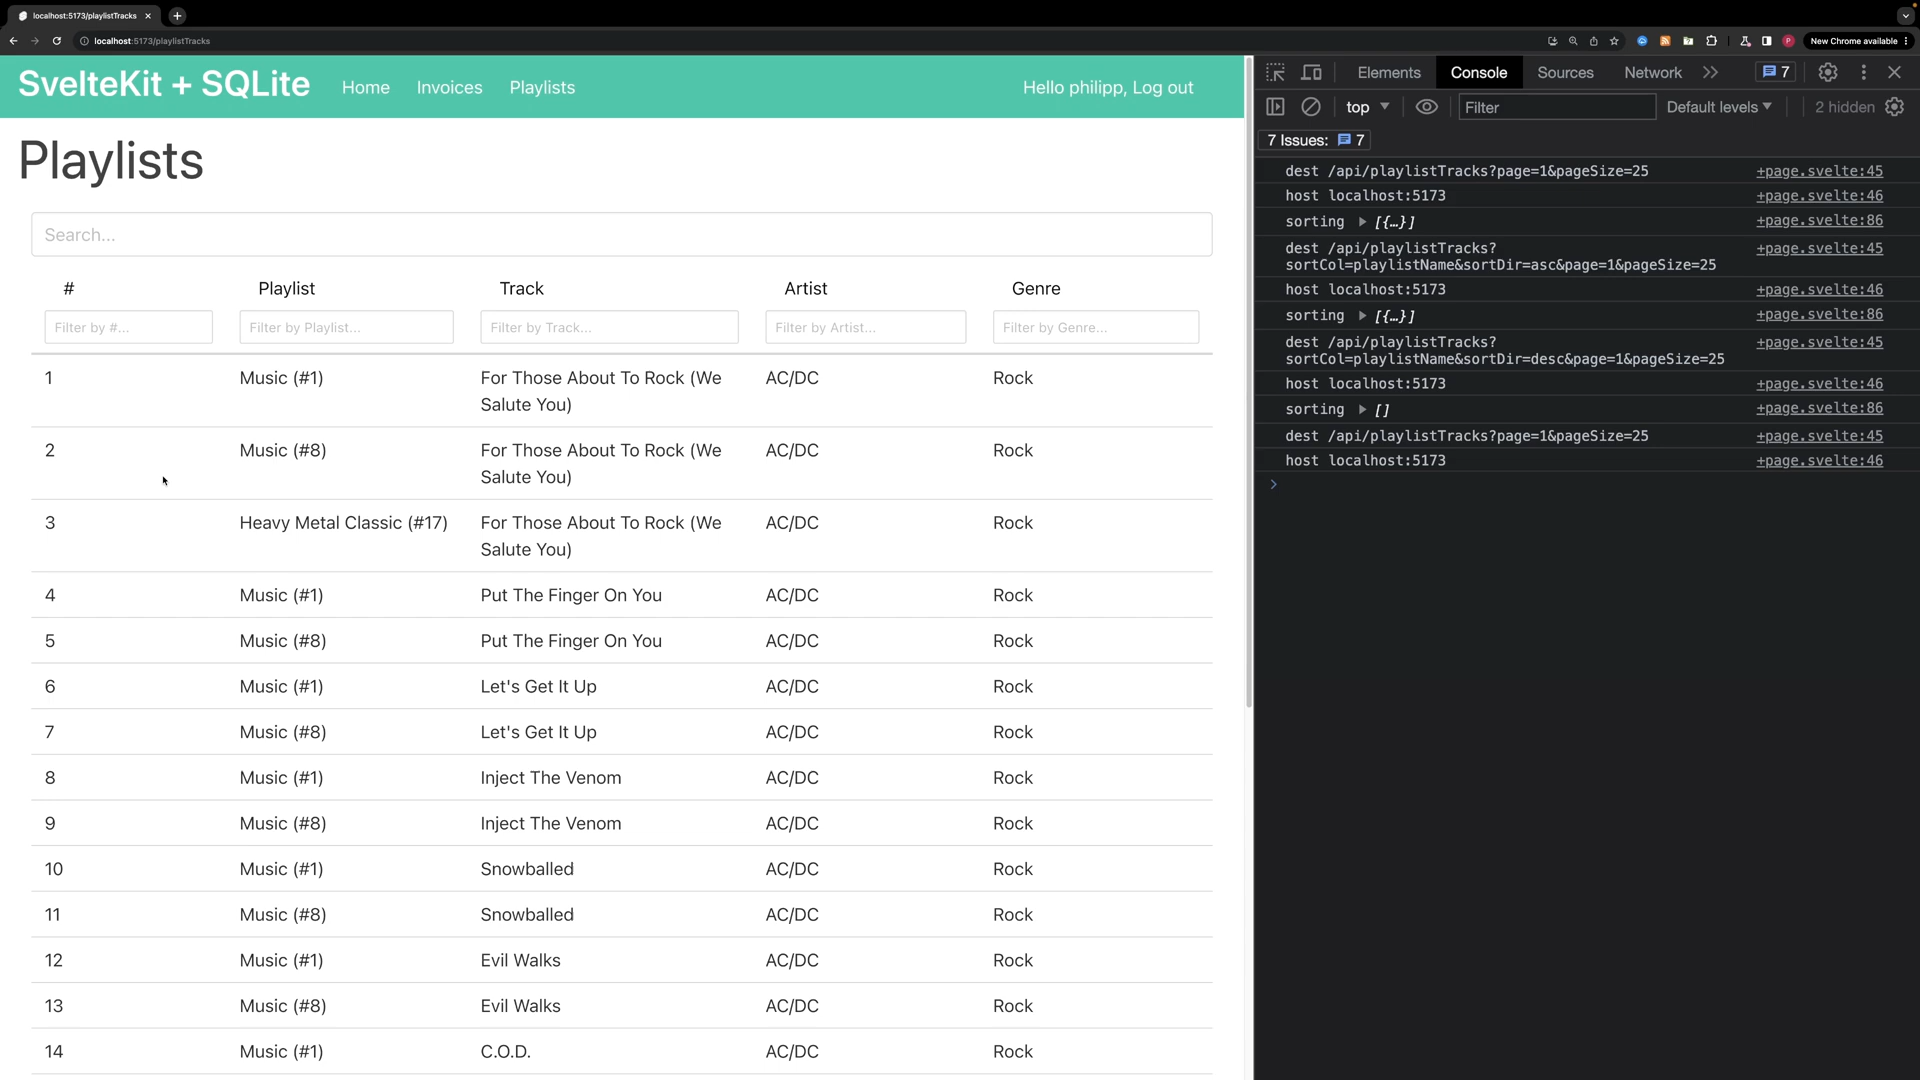 localhost:5173/playlistTracks
localhost:5173/playlistTracks
New Chrome available
SvelteKit + SQLite Home Invoices Playlists Hello philipp, Log out
Playlists
Search...
# Playlist Track Artist Genre
Filter by #... Filter by Playlist... Filter by Track... Filter by Artist... Filter by Genre...
1 Music (#1) For Those About To Rock (We Salute You) AC/DC Rock
2 Music (#8) For Those About To Rock (We Salute You) AC/DC Rock
3 Heavy Metal Classic (#17) For Those About To Rock (We Salute You) AC/DC Rock
4 Music (#1) Put The Finger On You AC/DC Rock
5 Music (#8) Put The Finger On You AC/DC Rock
6 Music (#1) Let's Get It Up AC/DC Rock
7 Music (#8) Let's Get It Up AC/DC Rock
8 Music (#1) Inject The Venom AC/DC Rock
9 Music (#8) Inject The Venom AC/DC Rock
10 Music (#1) Snowballed AC/DC Rock
11 Music (#8) Snowballed AC/DC Rock
12 Music (#1) Evil Walks AC/DC Rock
13 Music (#8) Evil Walks AC/DC Rock
14 Music (#1) C.O.D. AC/DC Rock
Elements Console Sources Network 7
top Filter Default levels 2 hidden
7 Issues: 7
dest /api/playlistTracks?page=1&pageSize=25 +page.svelte:45
host localhost:5173 +page.svelte:46
sorting [{…}] +page.svelte:86
dest /api/playlistTracks? +page.svelte:45
sortCol=playlistName&sortDir=asc&page=1&pageSize=25
host localhost:5173 +page.svelte:46
sorting [{…}] +page.svelte:86
dest /api/playlistTracks? +page.svelte:45
sortCol=playlistName&sortDir=desc&page=1&pageSize=25
host localhost:5173 +page.svelte:46
sorting [] +page.svelte:86
dest /api/playlistTracks?page=1&pageSize=25 +page.svelte:45
host localhost:5173 +page.svelte:46